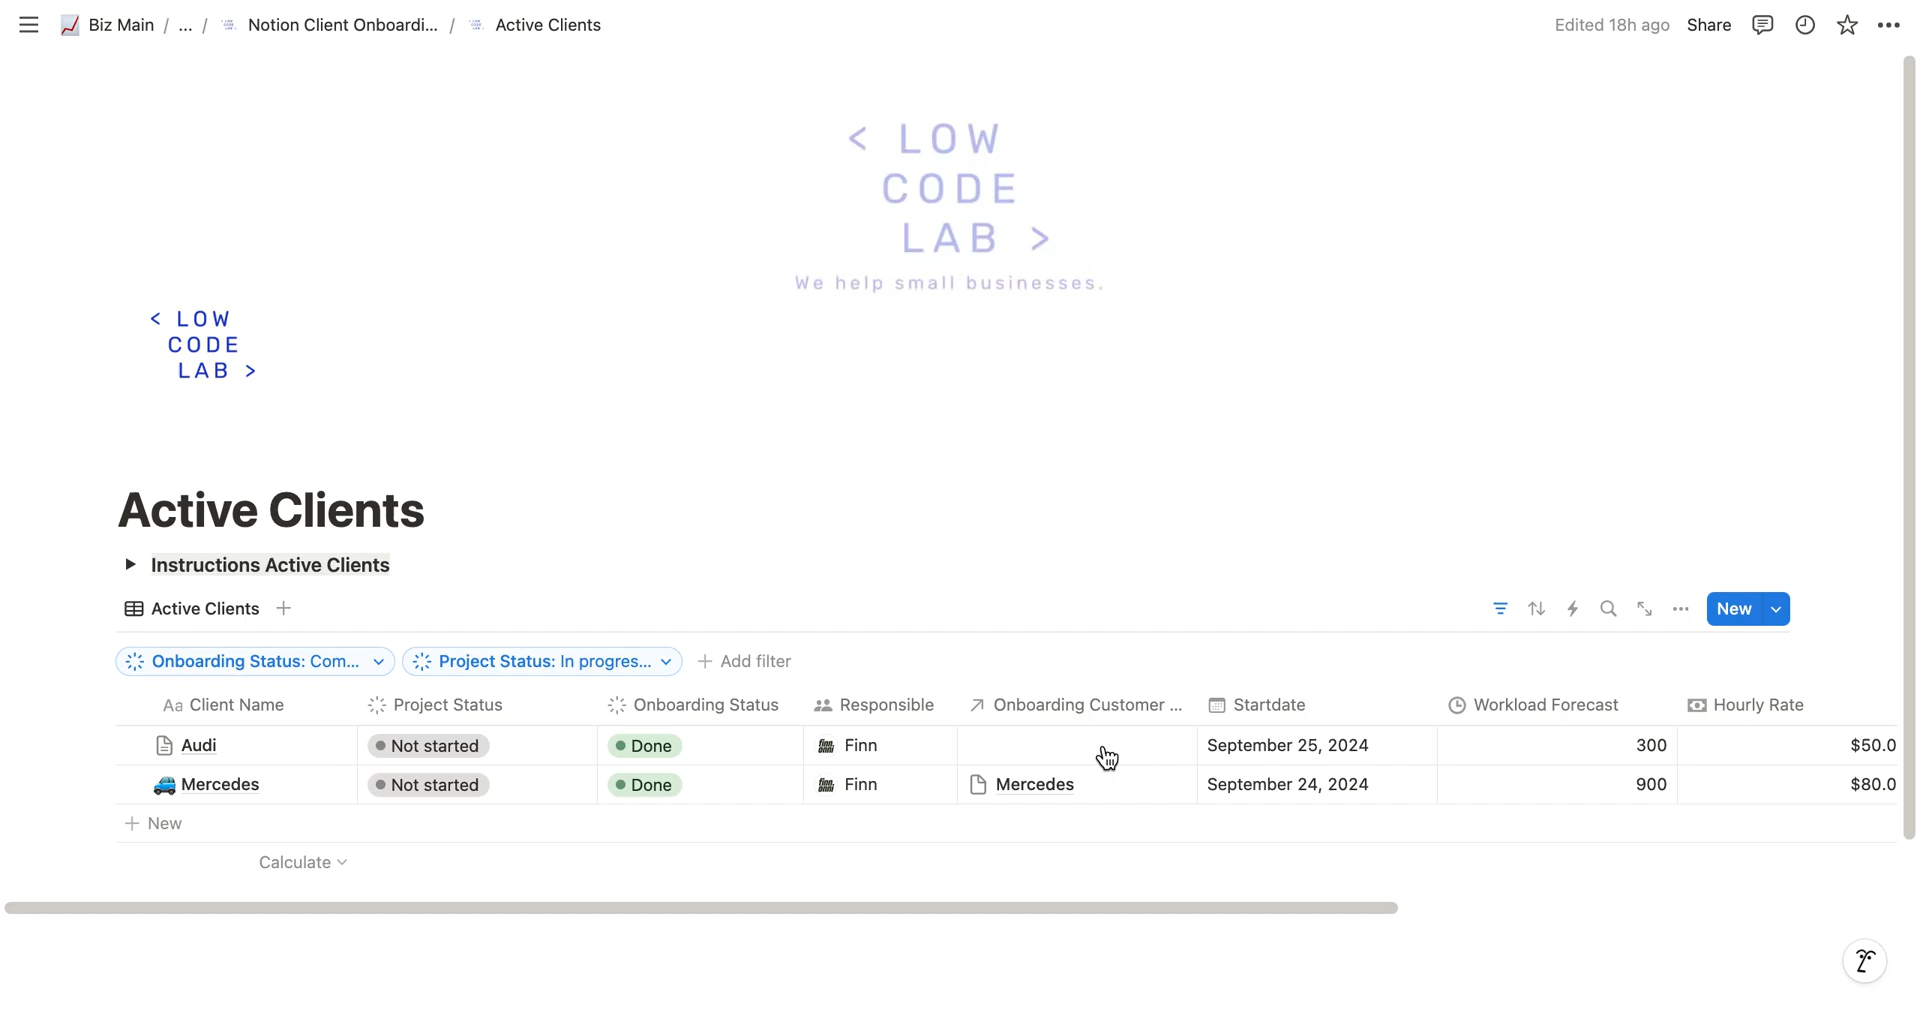 Biz Main / ... / Notion Client Onboardi... / Active Clients
Edited 18h ago Share
< LOW
CODE
LAB >
We help small businesses.
< LOW
CODE
LAB >
Active Clients
Instructions Active Clients
Active Clients
New
Onboarding Status: Com... Project Status: In progres... + Add filter
Aa Client Name Project Status Onboarding Status Responsible Onboarding Customer ... Startdate Workload Forecast Hourly Rate
Audi Not started Done Finn September 25, 2024 300 $50.0
Mercedes Not started Done Finn Mercedes September 24, 2024 900 $80.0
+ New
Calculate